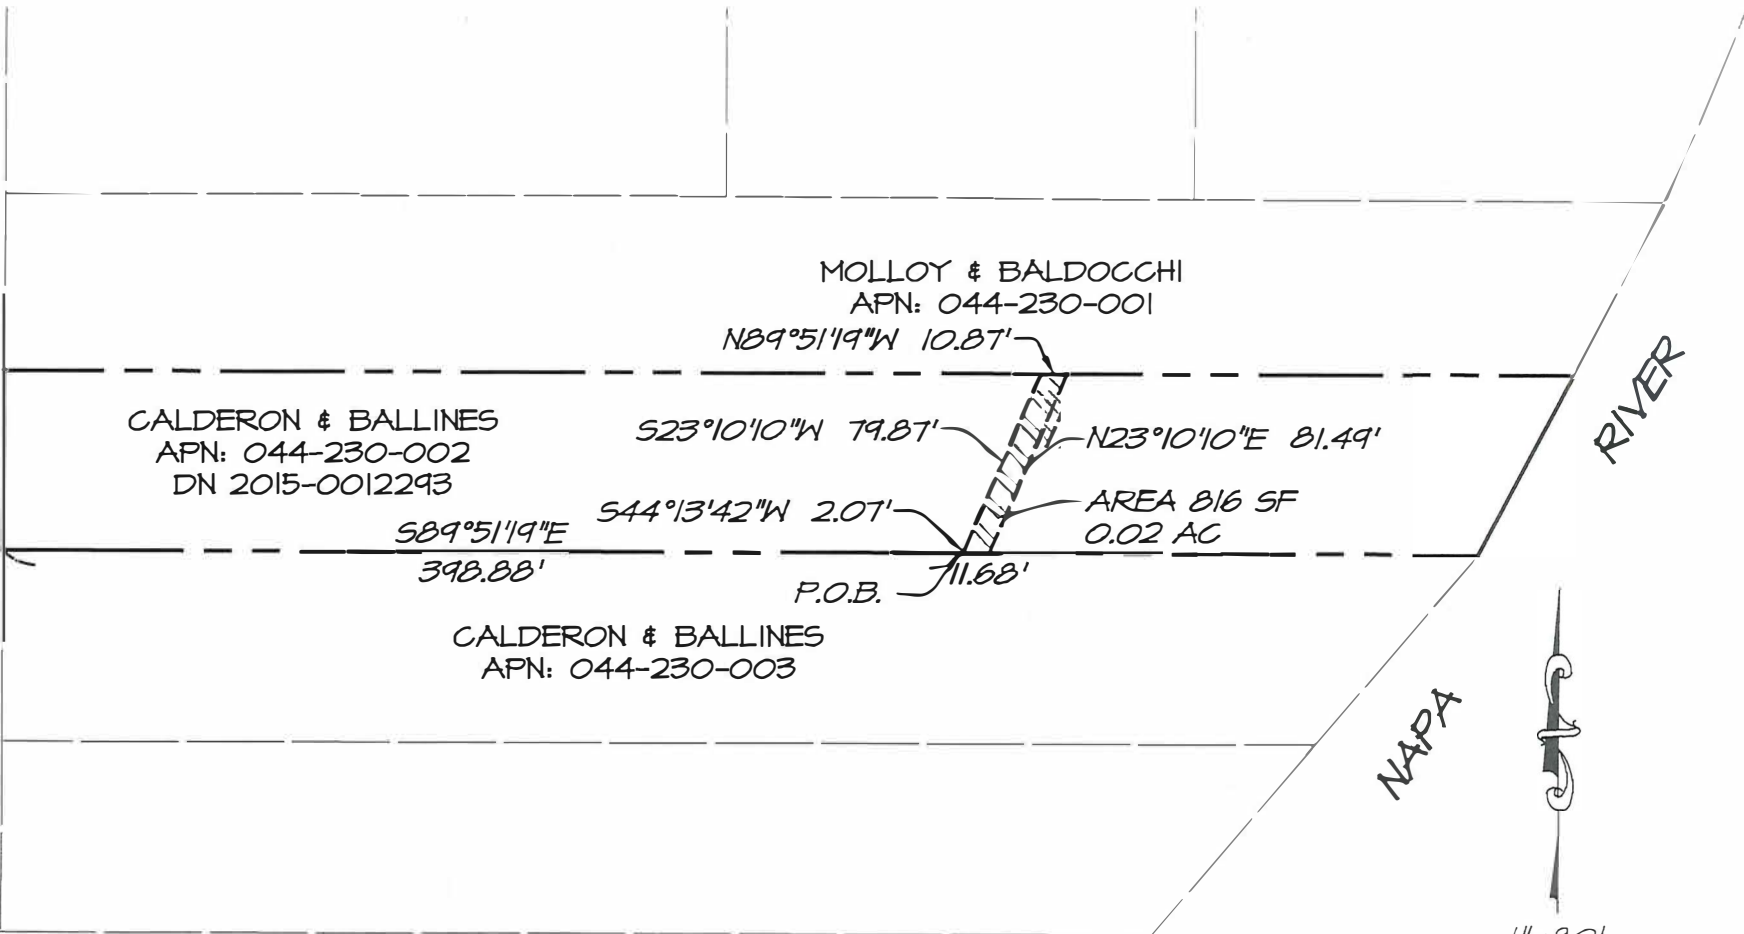 MOLLOY & BALDOCCHI
APN: 044-230-001
N89°51'19"W 10.87'
CALDERON & BALLINES
APN: 044-230-002
DN 2015-0012293
S23°10'10"W 79.87'
N23°10'10"E 81.49'
RIVER
S44°13'42"W 2.07'
AREA 816 SF
0.02 AC
S89°51'19"E
398.88'
11.68'
P.O.B.
CALDERON & BALLINES
APN: 044-230-003
NAPA